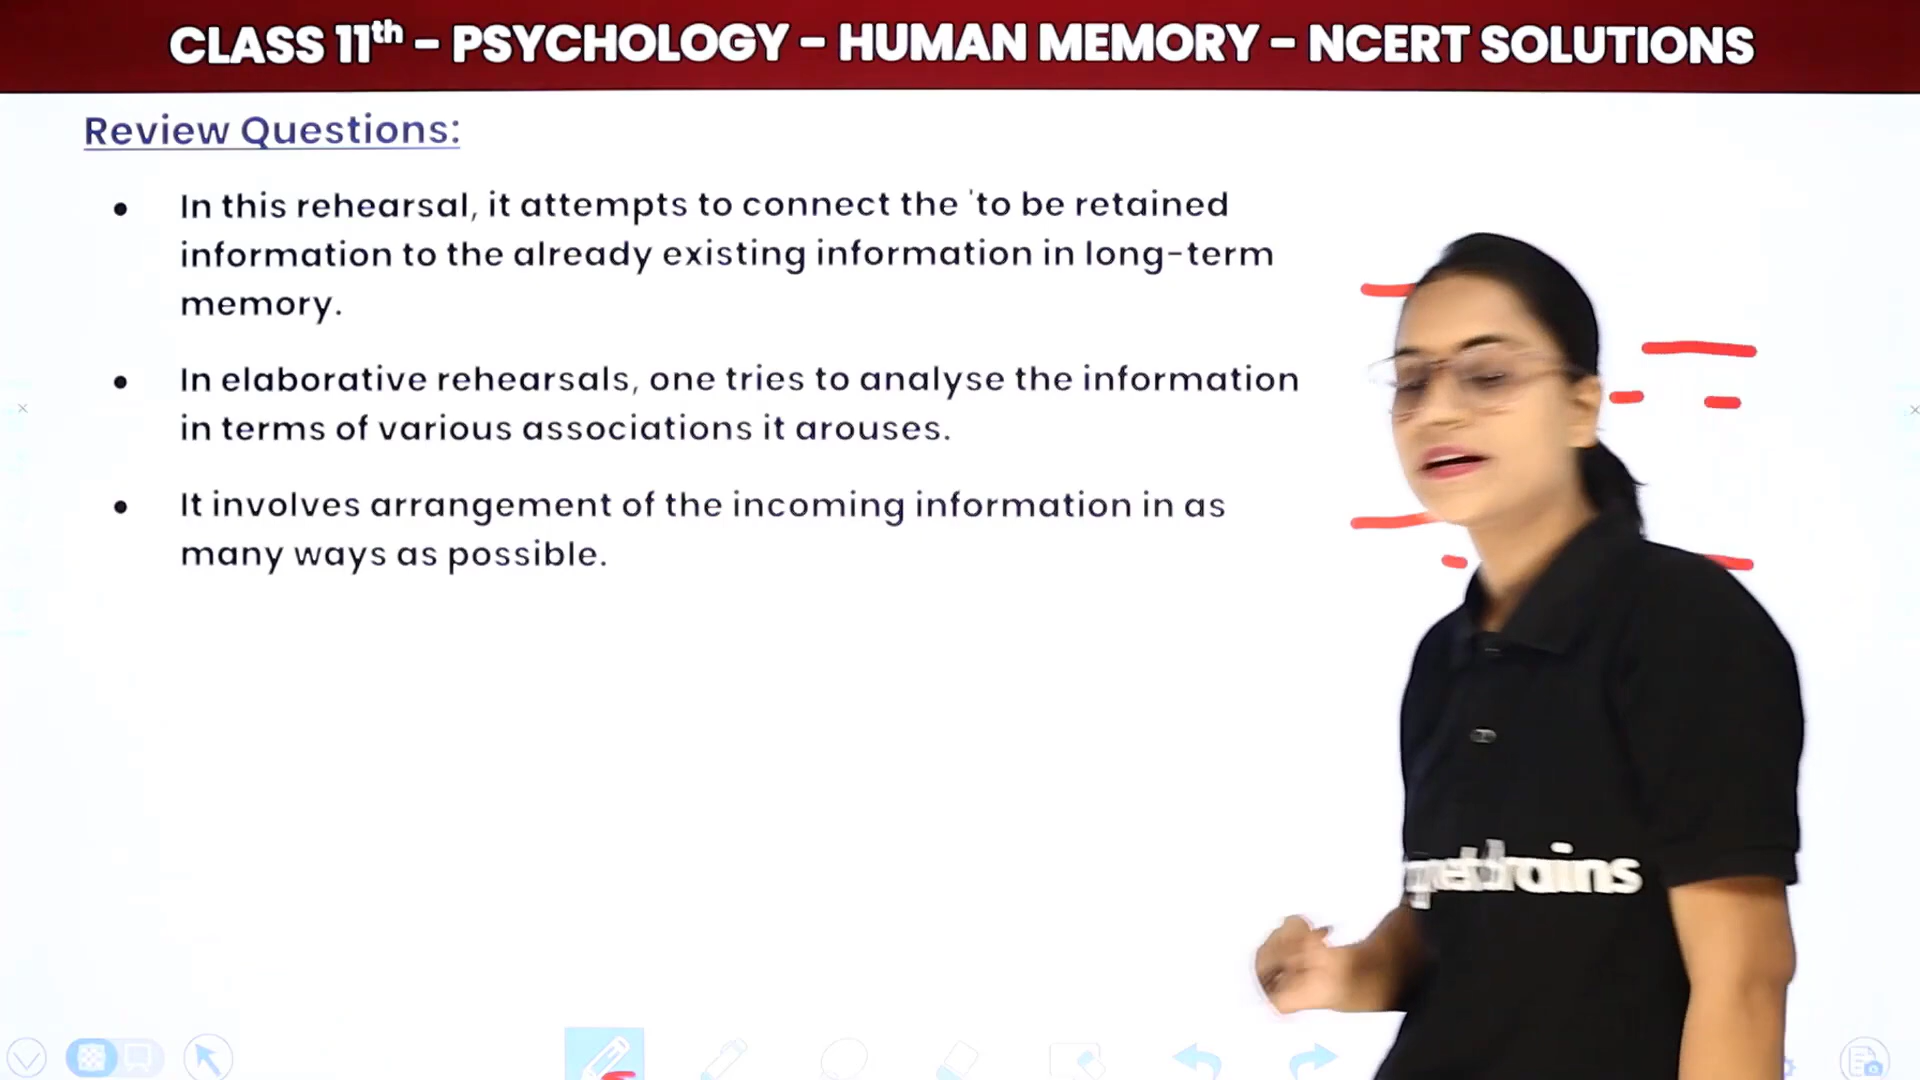 CLASS 11th - PSYCHOLOGY - HUMAN MEMORY - NCERT SOLUTIONS
Review Questions:
• In this rehearsal, it attempts to connect the 'to be retained
information to the already existing information in long-term
memory.
• In elaborative rehearsals, one tries to analyse the information
in terms of various associations it arouses.
• It involves arrangement of the incoming information in as
many ways as possible.